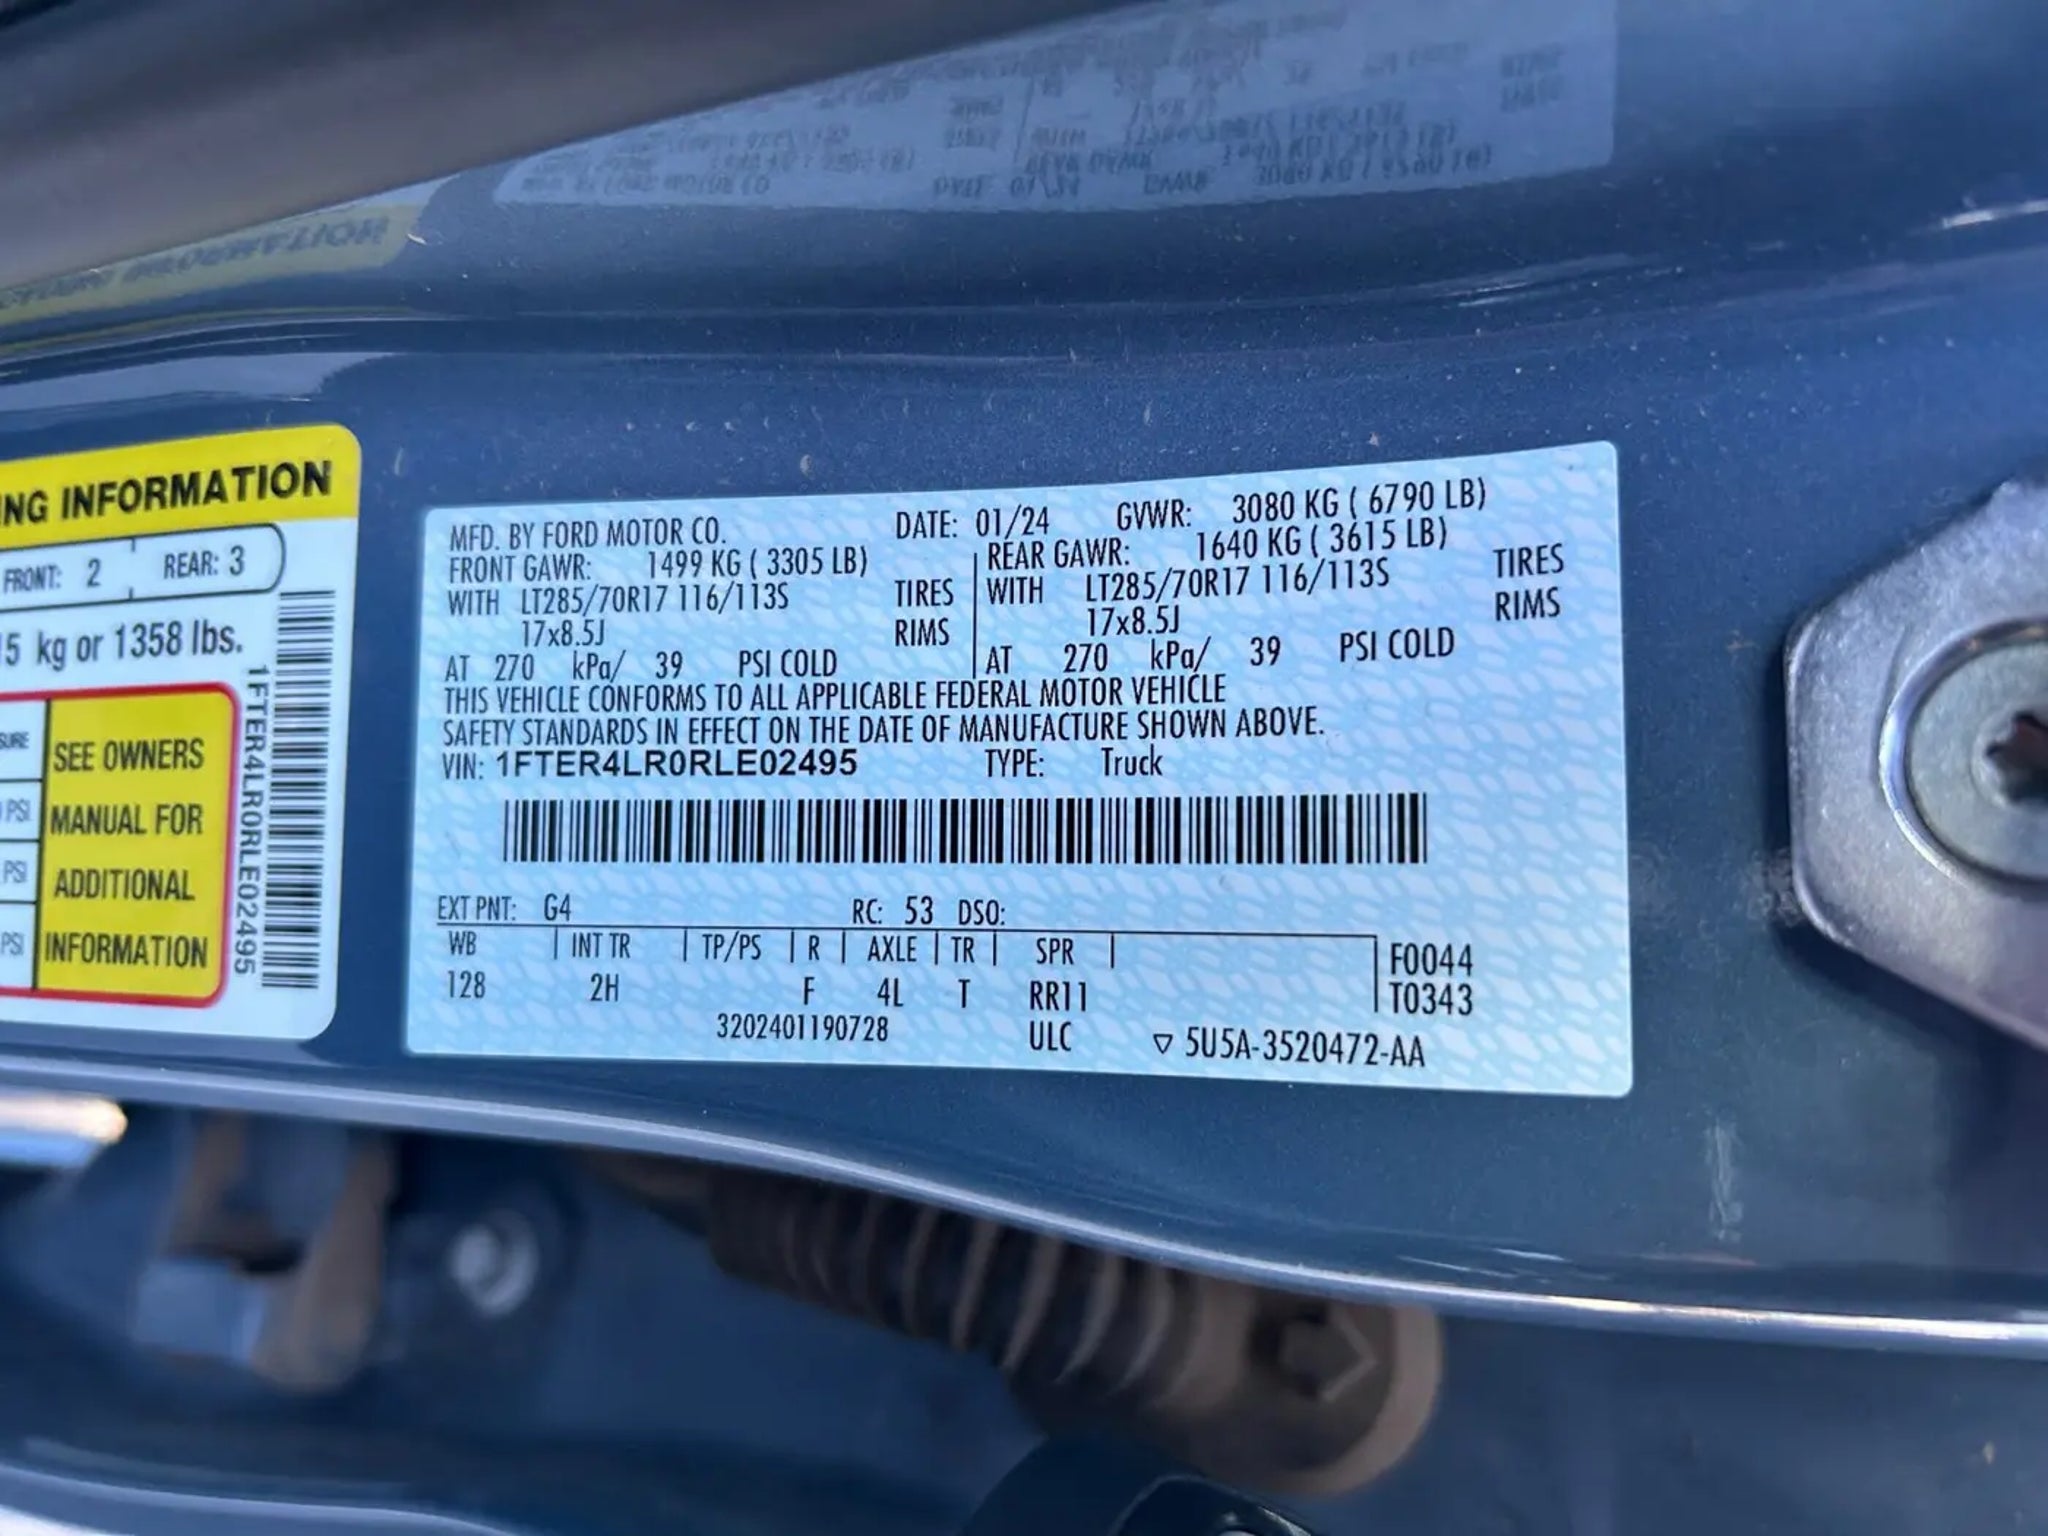 NG INFORMATION
FRONT: 2 REAR: 3
5 kg or 1358 lbs.
SEE OWNERS
MANUAL FOR
ADDITIONAL
INFORMATION
PSI
PSI
PSI
1FTER4LR0RLE02495
MFD. BY FORD MOTOR CO. DATE: 01/24 GVWR: 3080 KG ( 6790 LB)
FRONT GAWR: 1499 KG ( 3305 LB) REAR GAWR: 1640 KG ( 3615 LB)
WITH LT285/70R17 116/113S TIRES WITH LT285/70R17 116/113S TIRES
17x8.5J RIMS 17x8.5J RIMS
AT 270 kPa/ 39 PSI COLD AT 270 kPa/ 39 PSI COLD
THIS VEHICLE CONFORMS TO ALL APPLICABLE FEDERAL MOTOR VEHICLE
SAFETY STANDARDS IN EFFECT ON THE DATE OF MANUFACTURE SHOWN ABOVE.
VIN: 1FTER4LR0RLE02495 TYPE: Truck
EXT PNT: G4 RC: 53 DSO:
WB INT TR TP/PS R AXLE TR SPR F0044
128 2H F 4L T RR11 T0343
3202401190728 ULC ▽ 5U5A-3520472-AA